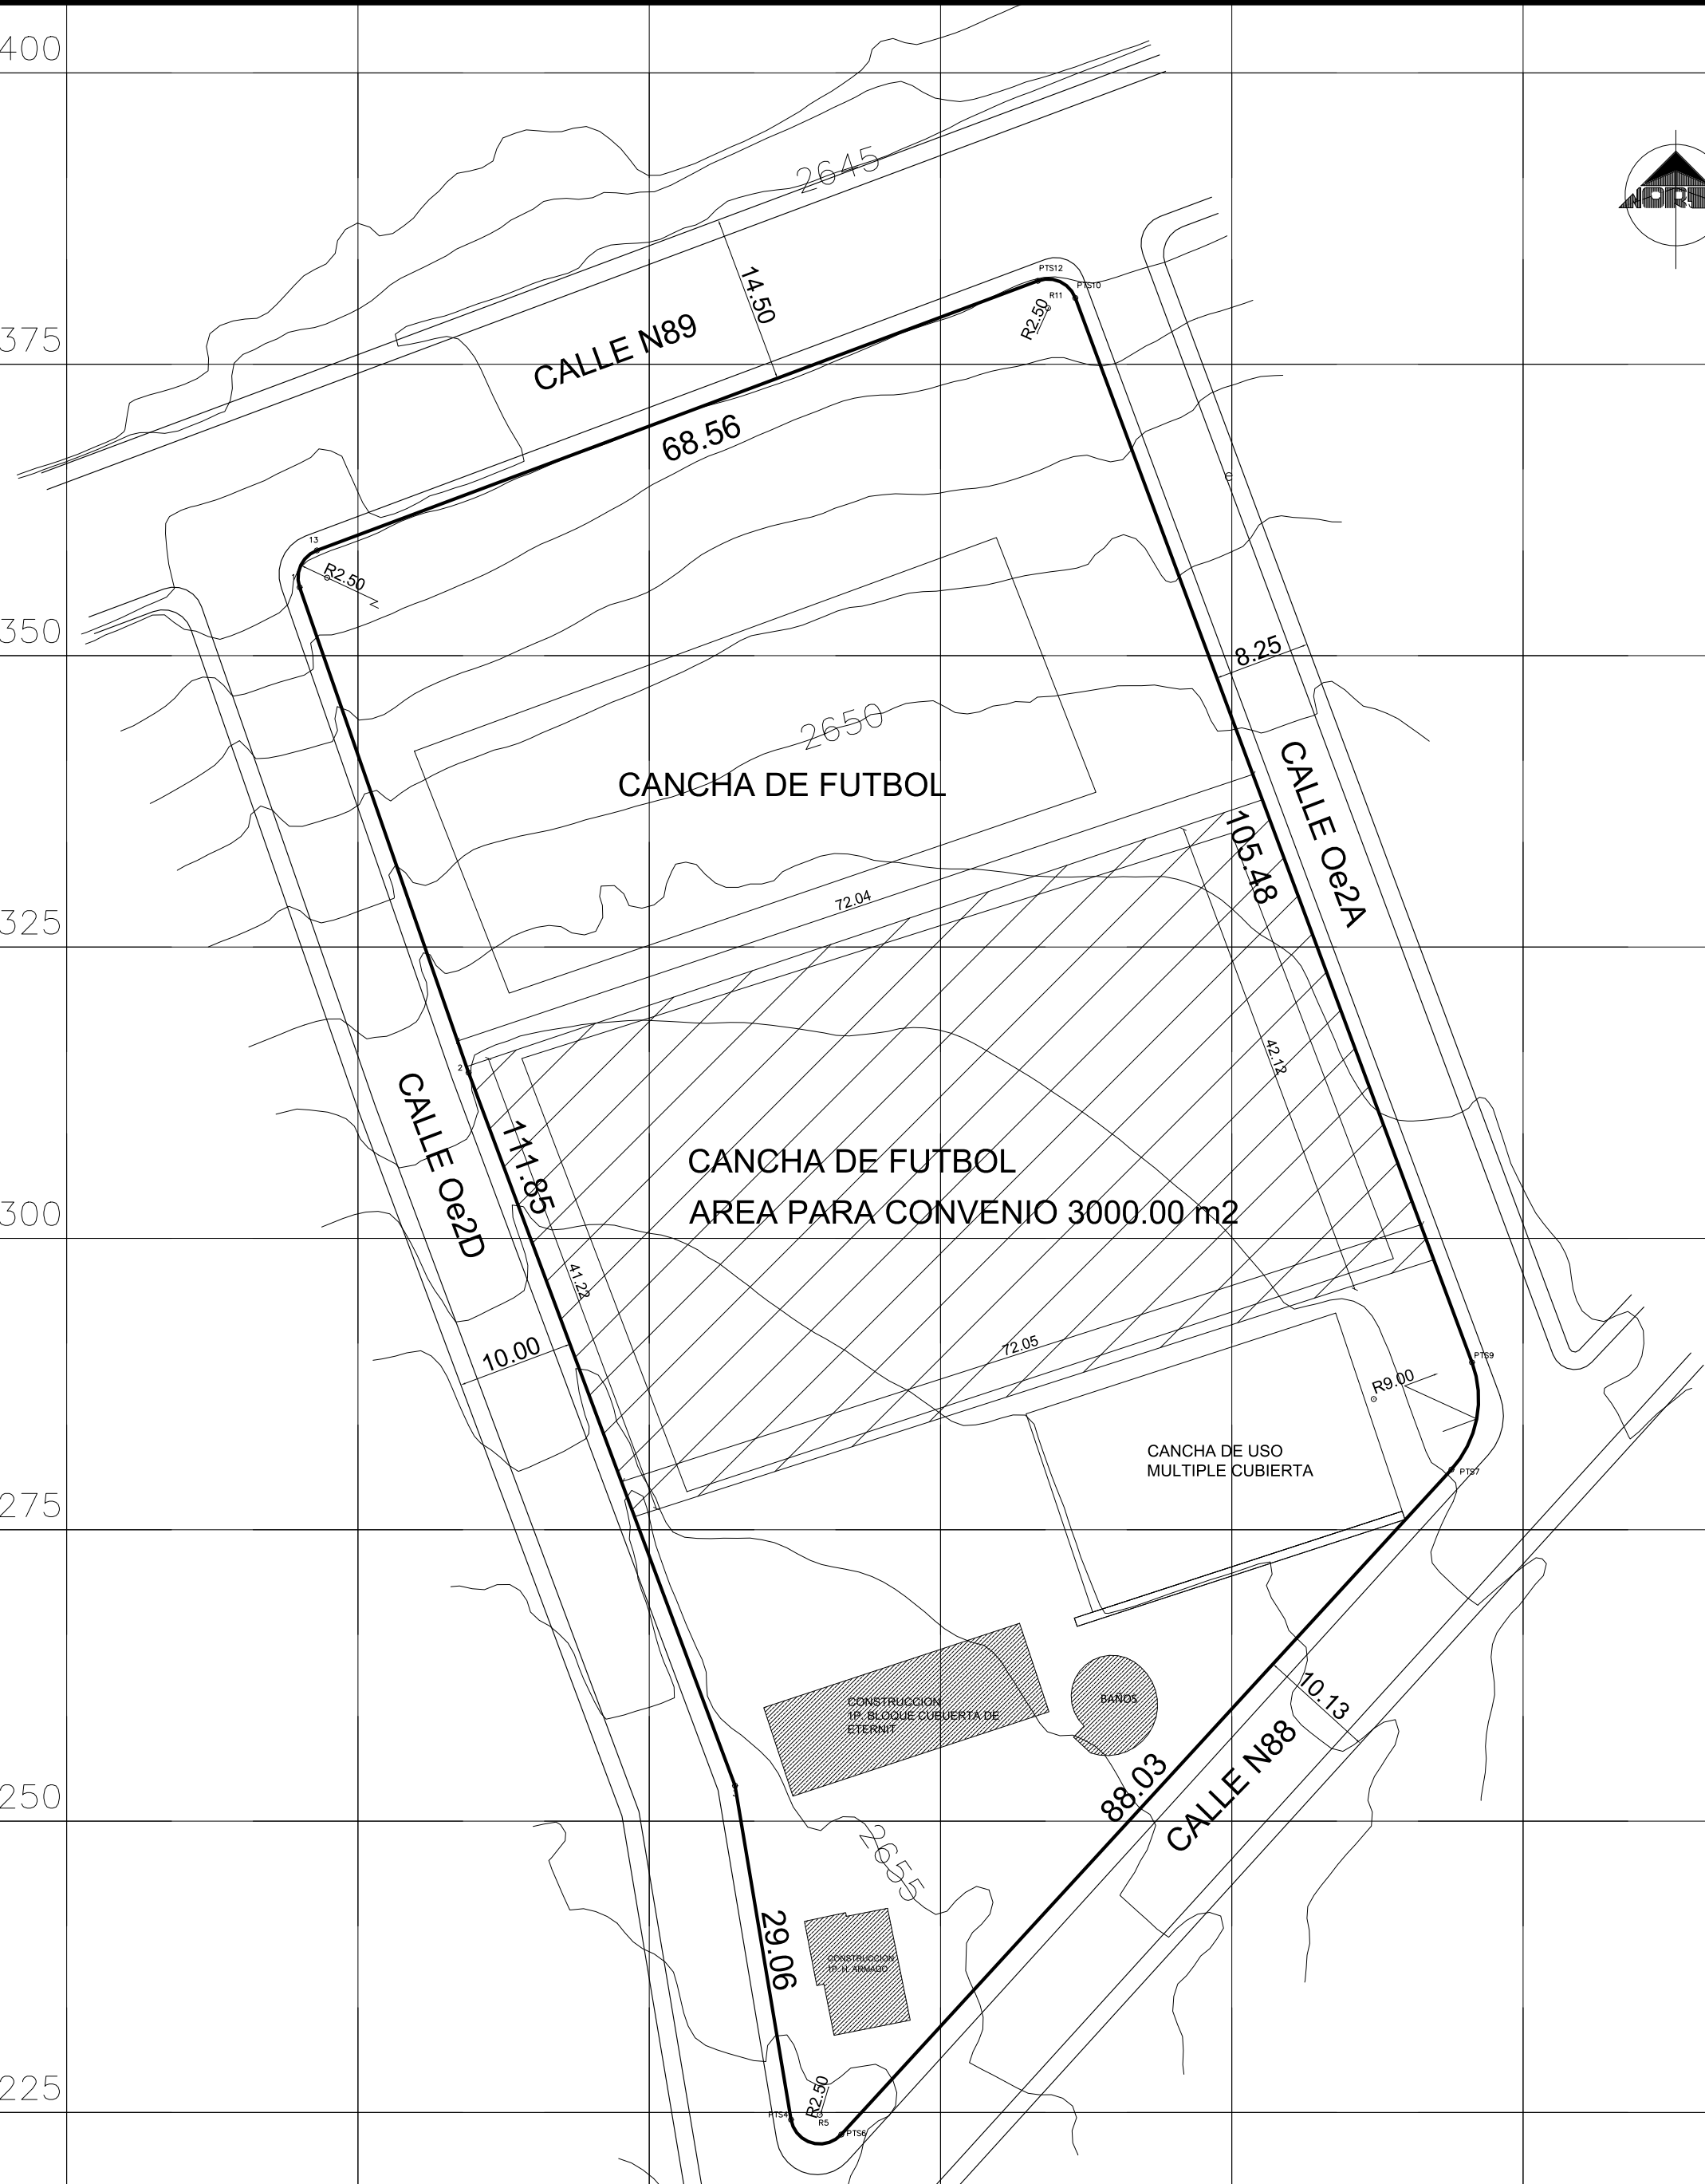 400
2645
PTS12
PTS10
R11
R2.50
14.50
375
CALLE N89
68.56
13
R2.50
350
8.25
2650
CANCHA DE FUTBOL
CALLE Oe2A
105.48
72.04
325
42.12
2
CALLE Oe2D
111.85
CANCHA DE FUTBOL
AREA PARA CONVENIO 3000.00 m2
300
41.22
10.00
72.05
PTS9
R9.00
CANCHA DE USO
MULTIPLE CUBIERTA
PTS7
275
BAÑOS
CONSTRUCCION
1P. BLOQUE CUBUERTA DE
ETERNIT
10.13
CALLE N88
88.03
250
2655
29.06
CONSTRUCCION
1P. H. ARMADO
225
R2.50
PTS4
R5
PTS6